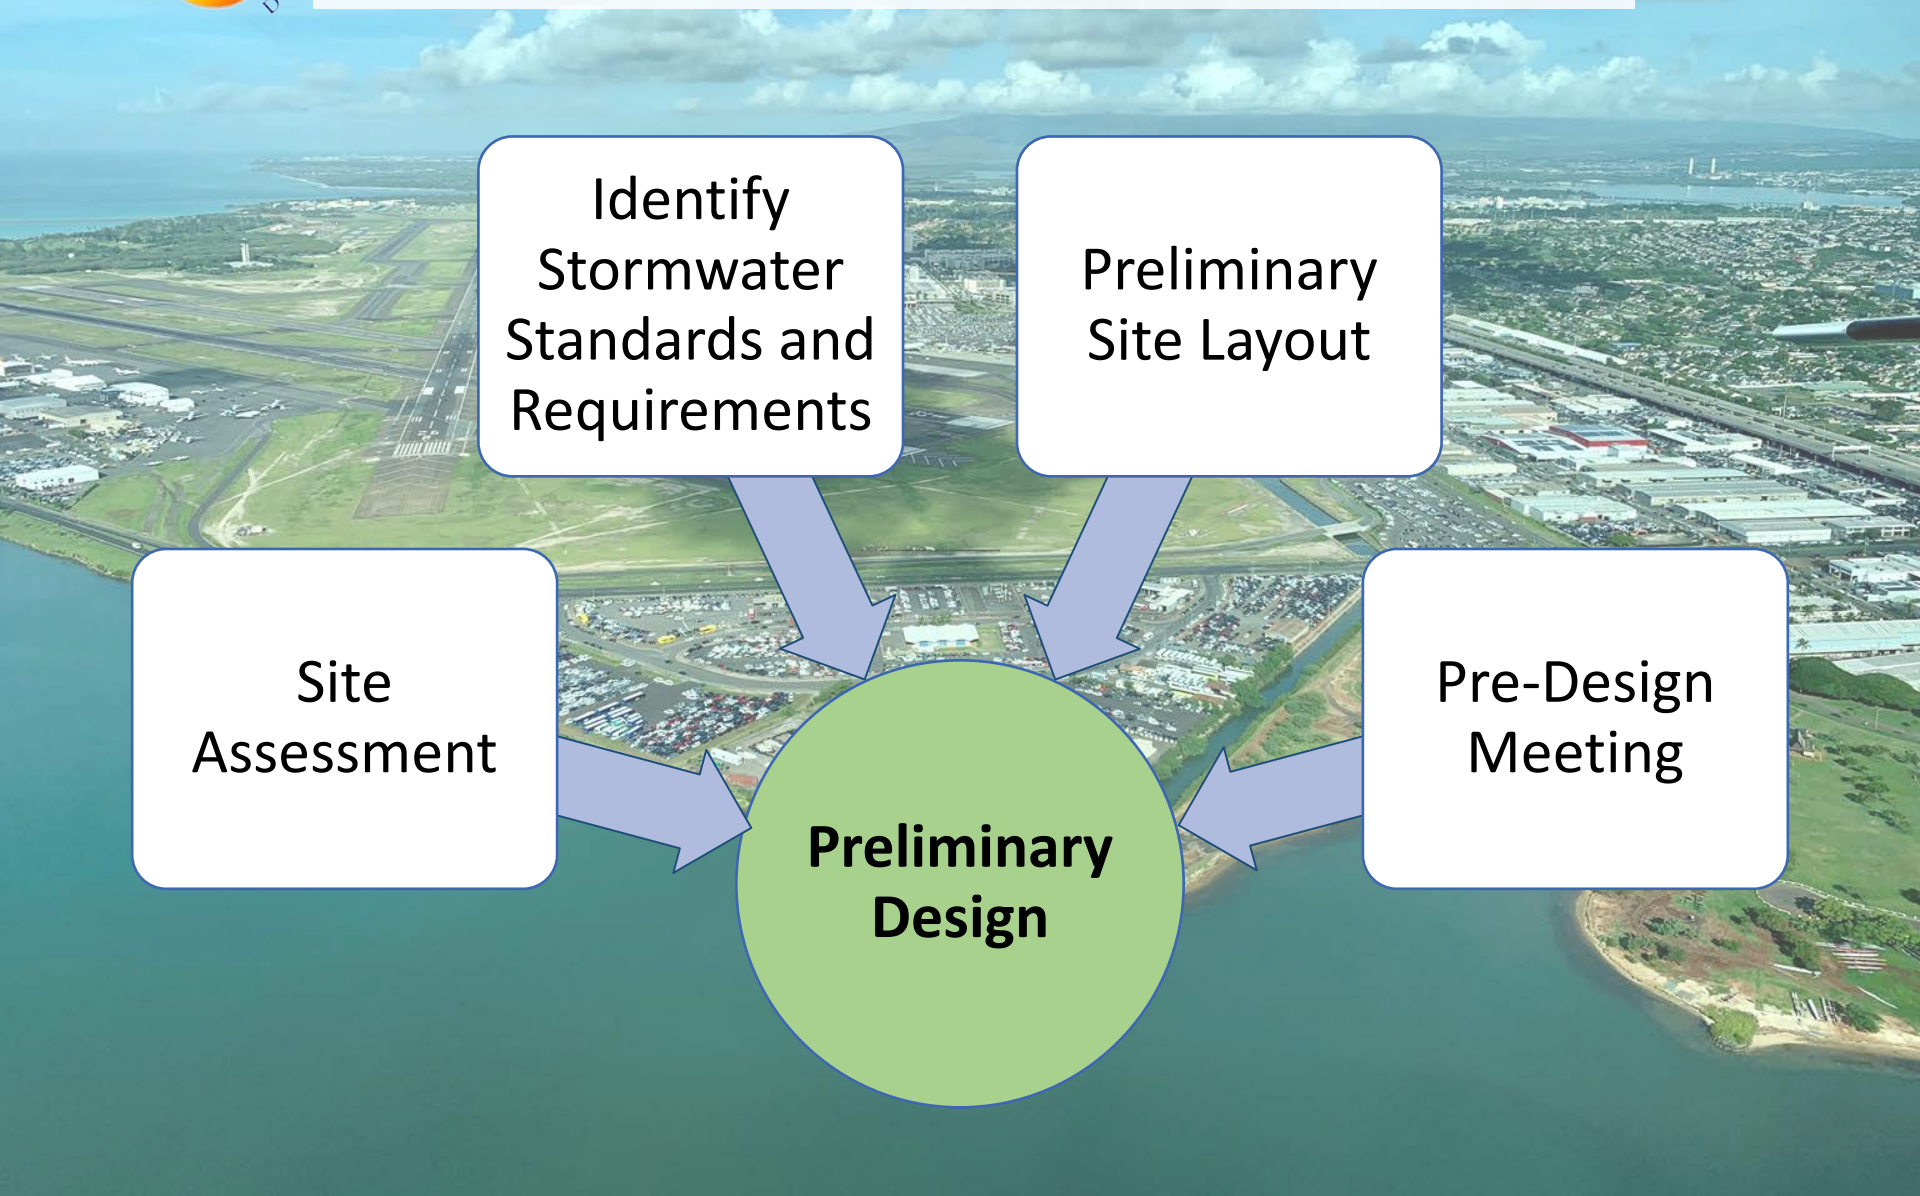 Identify
Stormwater
Standards and
Requirements
Preliminary
Site Layout
Site
Assessment
Pre-Design
Meeting
Preliminary
Design